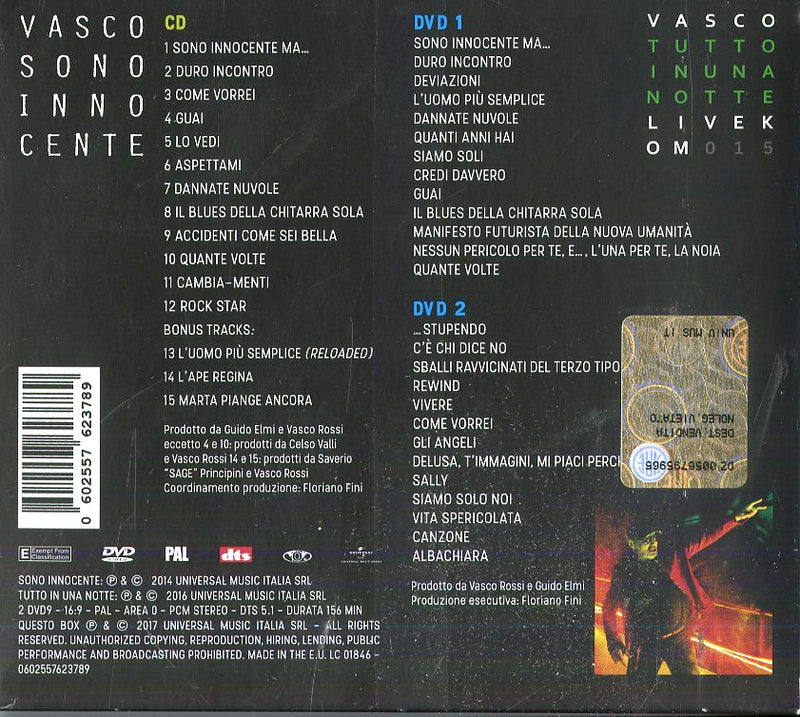 VASCO
SONO
INNO
CENTE
CD
1 SONO INNOCENTE MA...
2 DURO INCONTRO
3 COME VORREI
4 GUAI
5 LO VEDI
6 ASPETTAMI
7 DANNATE NUVOLE
8 IL BLUES DELLA CHITARRA SOLA
9 ACCIDENTI COME SEI BELLA
10 QUANTE VOLTE
11 CAMBIA-MENTI
12 ROCK STAR
BONUS TRACKS:
13 L'UOMO PIÙ SEMPLICE (RELOADED)
14 L'APE REGINA
15 MARTA PIANGE ANCORA
Prodotto da Guido Elmi e Vasco Rossi
eccetto 4 e 10: prodotti da Celso Valli
e Vasco Rossi 14 e 15: prodotti da Saverio
"SAGE" Principini e Vasco Rossi
Coordinamento produzione: Floriano Fini
DVD 1
SONO INNOCENTE MA...
DURO INCONTRO
DEVIAZIONI
L'UOMO PIÙ SEMPLICE
DANNATE NUVOLE
QUANTI ANNI HAI
SIAMO SOLI
CREDI DAVVERO
GUAI
IL BLUES DELLA CHITARRA SOLA
MANIFESTO FUTURISTA DELLA NUOVA UMANITÀ
NESSUN PERICOLO PER TE, E..., L'UNA PER TE, LA NOIA
QUANTE VOLTE
DVD 2
...STUPENDO
C'È CHI DICE NO
SBALLI RAVVICINATI DEL TERZO TIPO
REWIND
VIVERE
COME VORREI
GLI ANGELI
DELUSA, T'IMMAGINI, MI PIACI PERCH
SALLY
SIAMO SOLO NOI
VITA SPERICOLATA
CANZONE
ALBACHIARA
Prodotto da Vasco Rossi e Guido Elmi
Produzione esecutiva: Floriano Fini
VASCO
TUTTO
INUNA
NOTTE
LIVEK
OM015
UNIV MUS IT
NOLEG. VIETATO
DEST. VENDITA
DZ 0056795965
0 602557 623789
E Exempt From Classification
DVD
PAL
dts
UNIVERSAL
SONO INNOCENTE: ℗ & © 2014 UNIVERSAL MUSIC ITALIA SRL
TUTTO IN UNA NOTTE: ℗ & © 2016 UNIVERSAL MUSIC ITALIA SRL
2 DVD9 - 16:9 - PAL - AREA 0 - PCM STEREO - DTS 5.1 - DURATA 156 MIN
QUESTO BOX ℗ & © 2017 UNIVERSAL MUSIC ITALIA SRL - ALL RIGHTS
RESERVED. UNAUTHORIZED COPYING, REPRODUCTION, HIRING, LENDING, PUBLIC
PERFORMANCE AND BROADCASTING PROHIBITED. MADE IN THE E.U. LC 01846 -
0602557623789